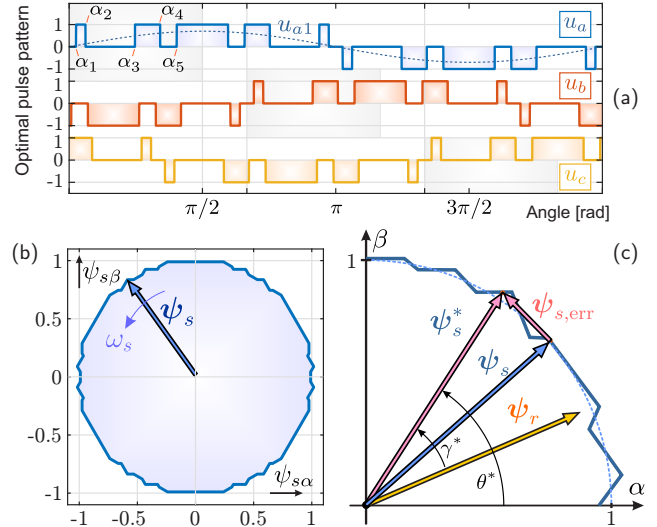 Optimal pulse pattern
1
0
-1
α₁
α₂
α₃
α₄
α₅
uₐ₁
uₐ
1
0
-1
u_b
(a)
1
0
-1
u_c
π/2
π
3π/2
Angle [rad]
(b)
ψ_sβ
1
0.5
0
-0.5
-1
ψ_s
ω_s
ψ_sα
-1
-0.5
0
0.5
1
(c)
β
1
ψ_s*
ψ_s,err
ψ_s
ψ_r
γ*
θ*
1
α